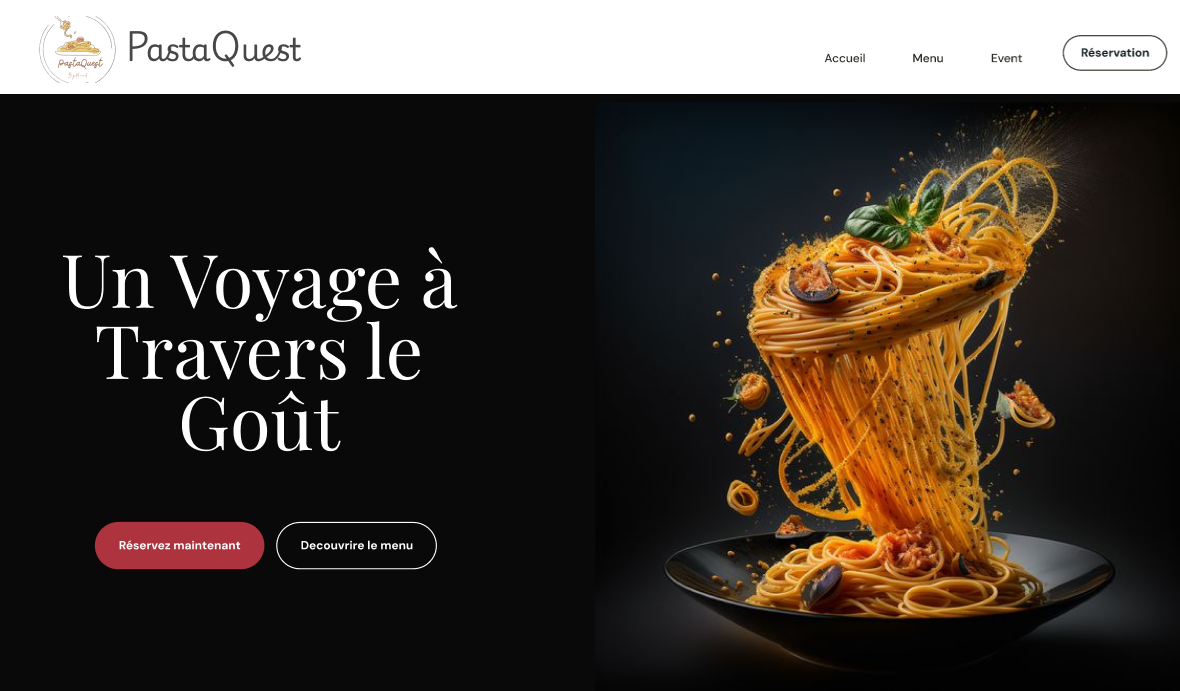 PastaQuest
PastaQuest
Accueil Menu Event Réservation
Un Voyage à
Travers le
Goût
Réservez maintenant Decouvrire le menu